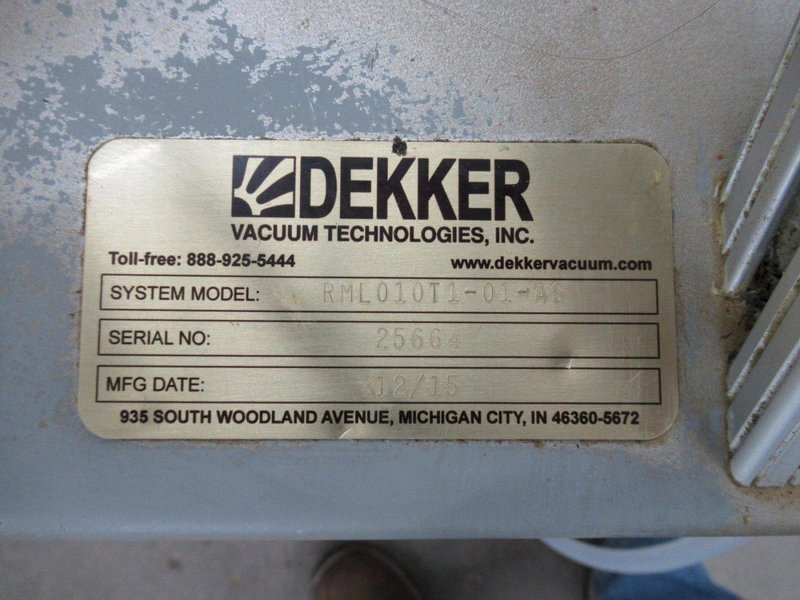 DEKKER
VACUUM TECHNOLOGIES, INC.
Toll-free: 888-925-5444 www.dekkervacuum.com
SYSTEM MODEL: RML010T1-01-AS
SERIAL NO: 25664
MFG DATE: 12/15
935 SOUTH WOODLAND AVENUE, MICHIGAN CITY, IN 46360-5672